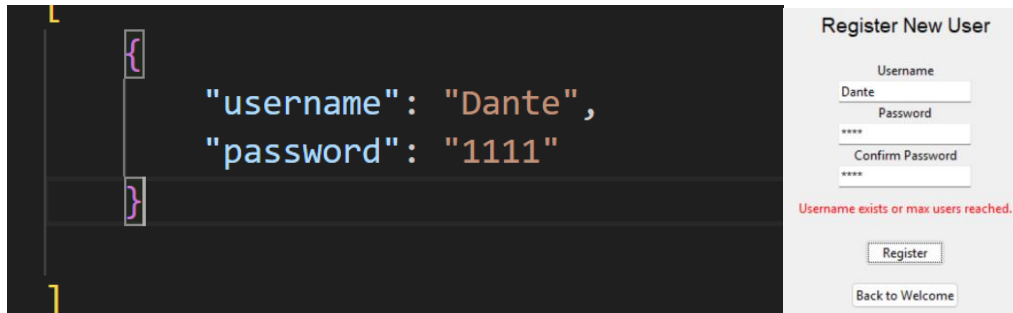 [
{
"username": "Dante",
"password": "1111"
}
]
Register New User
Username
Dante
Password
****
Confirm Password
****
Username exists or max users reached.
Register
Back to Welcome